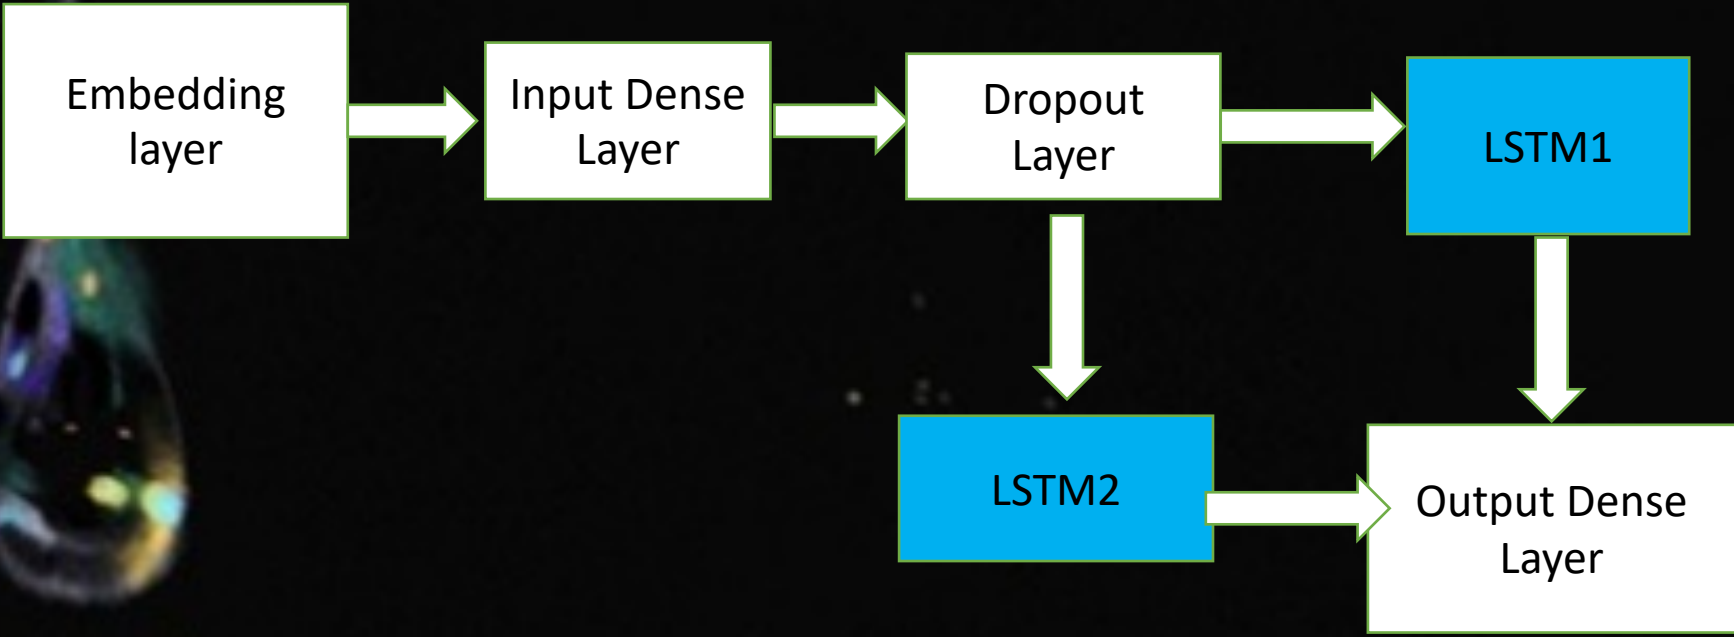 Embedding
layer
Input Dense
Layer
Dropout
Layer
LSTM1
LSTM2
Output Dense
Layer